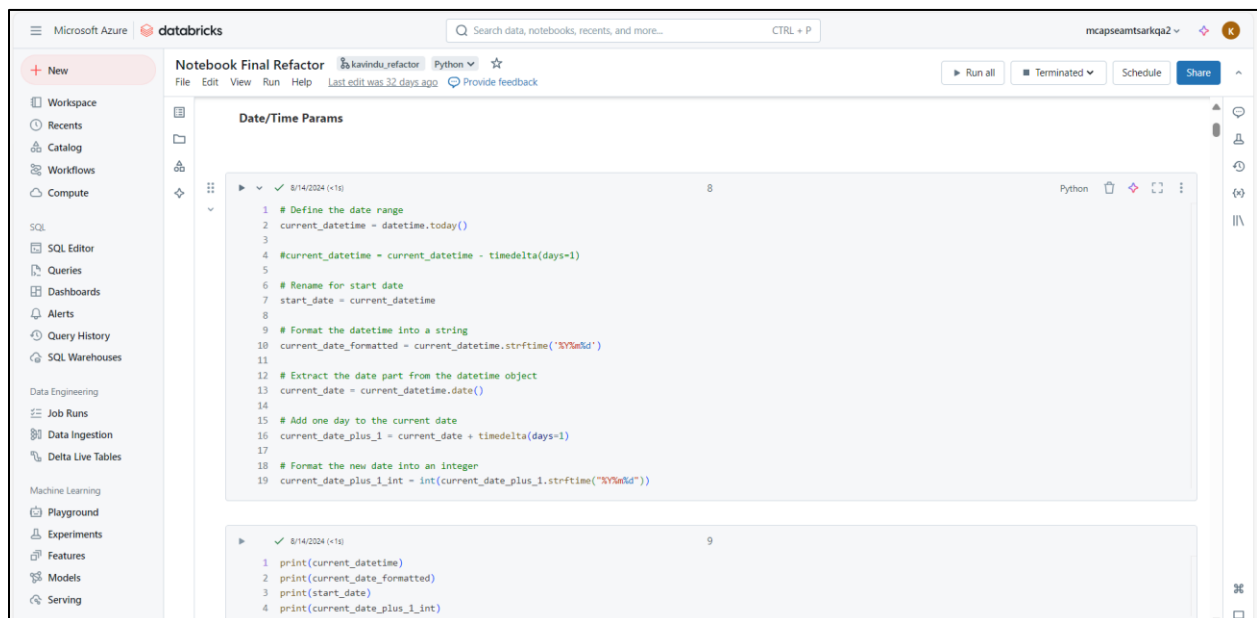 Microsoft Azure databricks
Search data, notebooks, recents, and more... CTRL + P
mcapseamtsarkqa2 K
New
Workspace
Recents
Catalog
Workflows
Compute
SQL
SQL Editor
Queries
Dashboards
Alerts
Query History
SQL Warehouses
Data Engineering
Job Runs
Data Ingestion
Delta Live Tables
Machine Learning
Playground
Experiments
Features
Models
Serving
Notebook Final Refactor kavindu_refactor Python
File Edit View Run Help Last edit was 32 days ago Provide feedback
Run all Terminated Schedule Share
Date/Time Params
8/14/2024 (<1s) 8 Python
1 # Define the date range
2 current_datetime = datetime.today()
3
4 #current_datetime = current_datetime - timedelta(days=1)
5
6 # Rename for start date
7 start_date = current_datetime
8
9 # Format the datetime into a string
10 current_date_formatted = current_datetime.strftime('%Y%m%d')
11
12 # Extract the date part from the datetime object
13 current_date = current_datetime.date()
14
15 # Add one day to the current date
16 current_date_plus_1 = current_date + timedelta(days=1)
17
18 # Format the new date into an integer
19 current_date_plus_1_int = int(current_date_plus_1.strftime("%Y%m%d"))
8/14/2024 (<1s) 9
1 print(current_datetime)
2 print(current_date_formatted)
3 print(start_date)
4 print(current_date_plus_1_int)